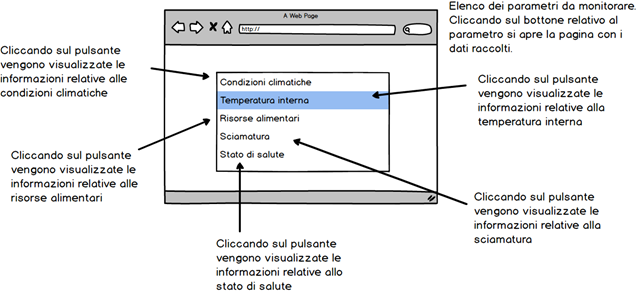 A Web Page
http://
Elenco dei parametri da monitorare.
Cliccando sul bottone relativo al
parametro si apre la pagina con i
dati raccolti.
Cliccando sul pulsante
vengono visualizzate le
informazioni relative alle
condizioni climatiche
Condizioni climatiche
Temperatura interna
Risorse alimentari
Sciamatura
Stato di salute
Cliccando sul pulsante
vengono visualizzate le
informazioni relative alla
temperatura interna
Cliccando sul pulsante
vengono visualizzate le
informazioni relative alle
risorse alimentari
Cliccando sul pulsante
vengono visualizzate le
informazioni relative alla
sciamatura
Cliccando sul pulsante
vengono visualizzate le
informazioni relative allo
stato di salute